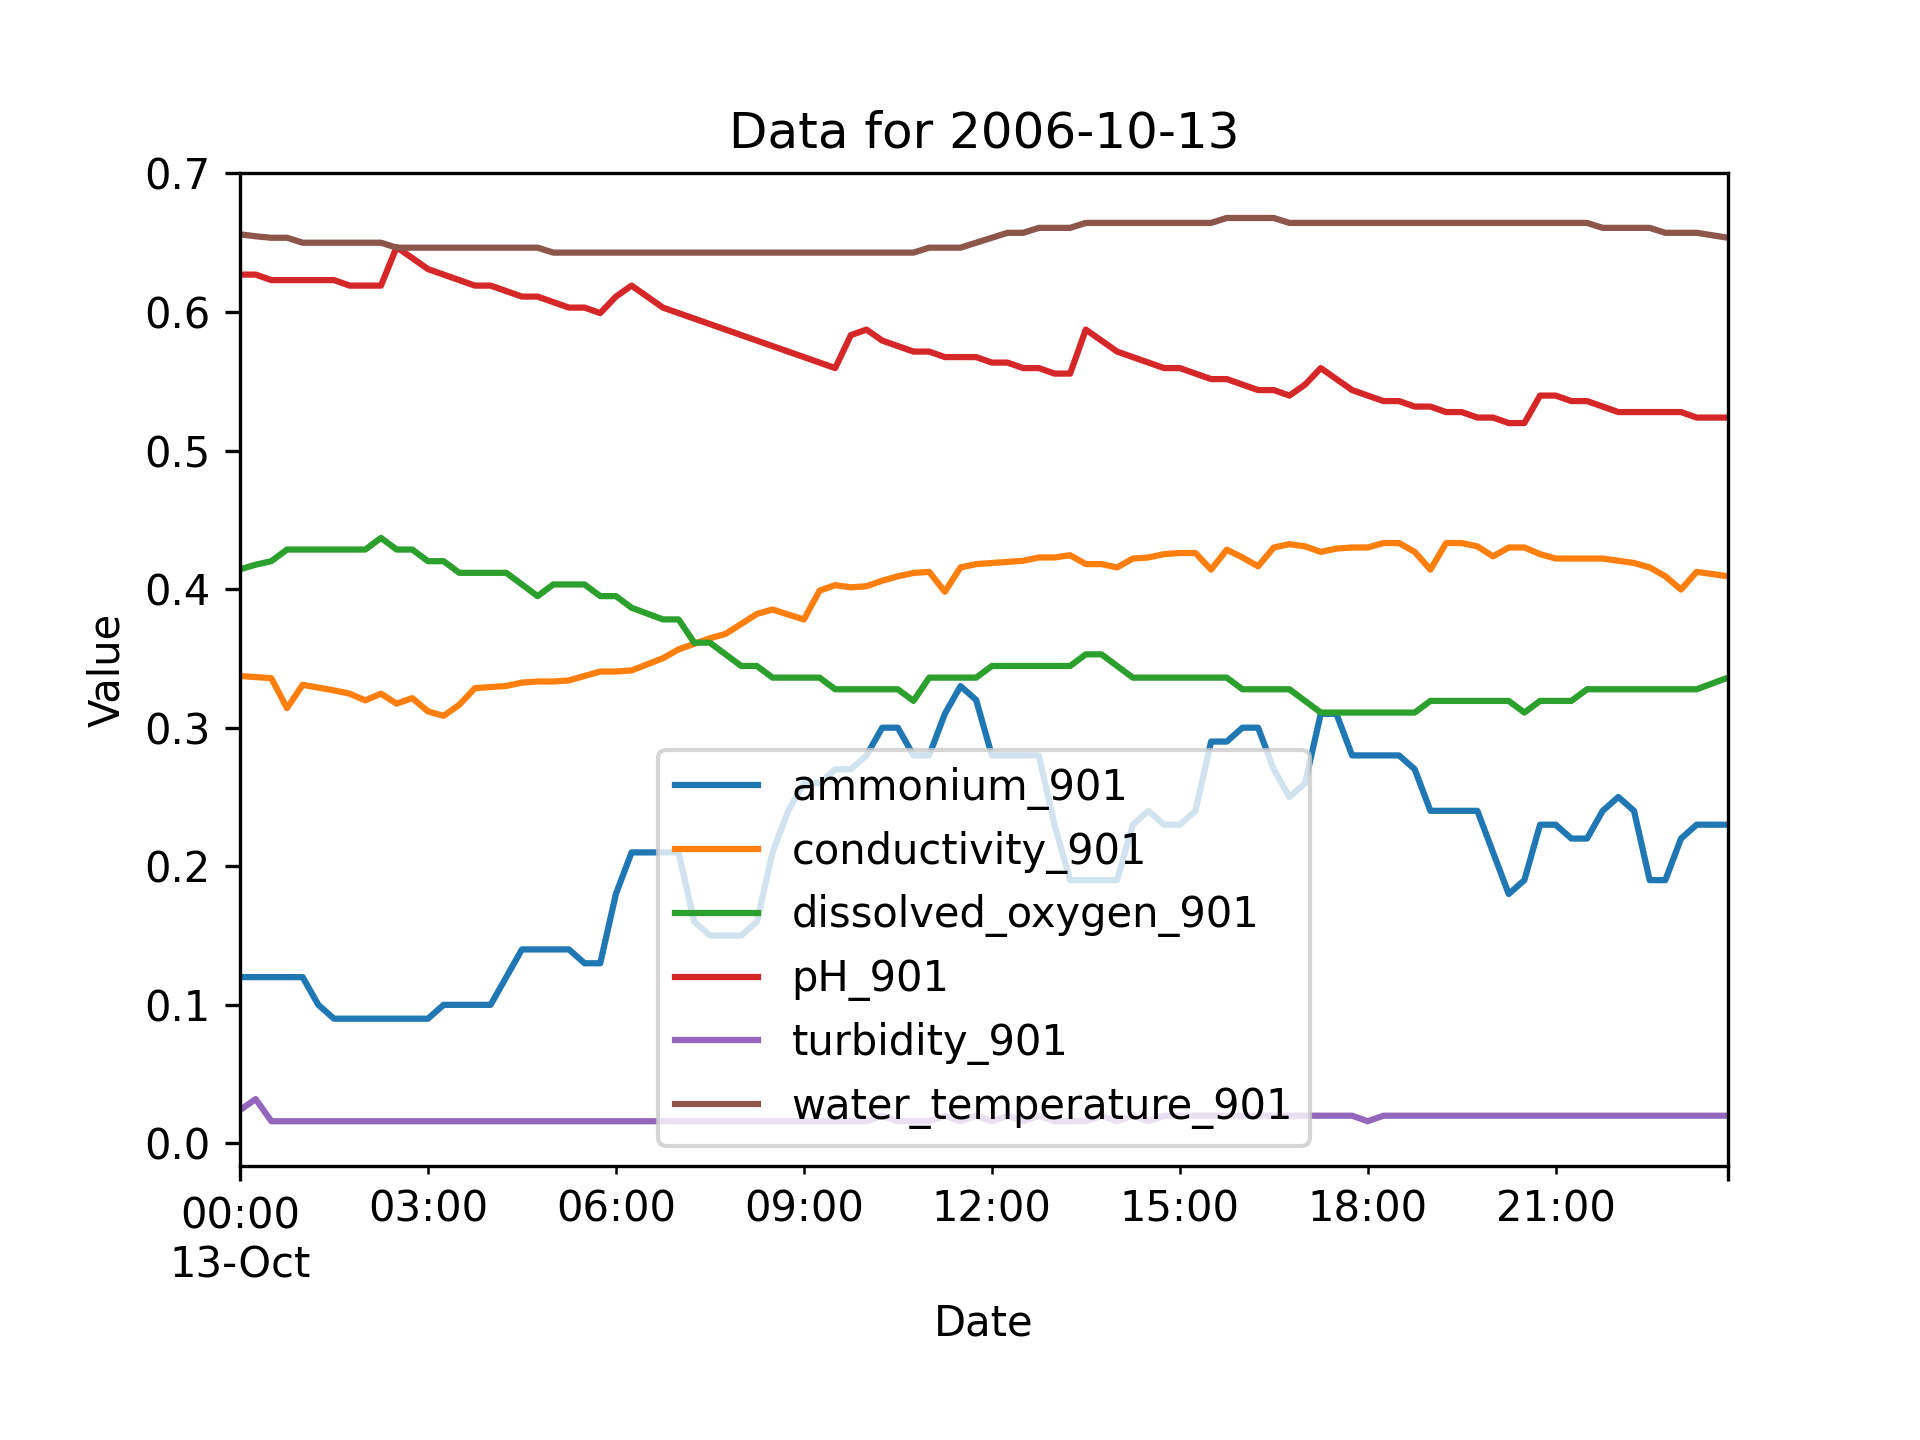 Data for 2006-10-13
0.7
0.6
0.5
0.4
0.3
0.2
0.1
0.0
Value
ammonium_901
conductivity_901
dissolved_oxygen_901
pH_901
turbidity_901
water_temperature_901
00:00 03:00 06:00 09:00 12:00 15:00 18:00 21:00
13-Oct
Date